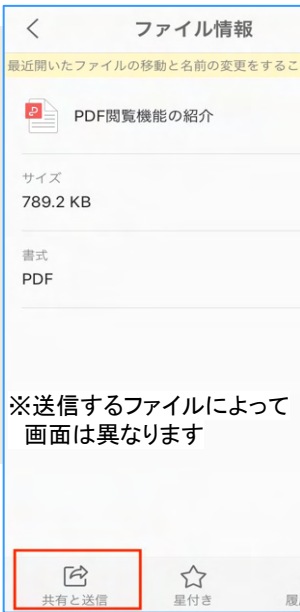 ファイル情報
最近開いたファイルの移動と名前の変更をするこ
PDF閲覧機能の紹介
サイズ
789.2 KB
書式
PDF
※送信するファイルによって
画面は異なります
共有と送信
星付き
履